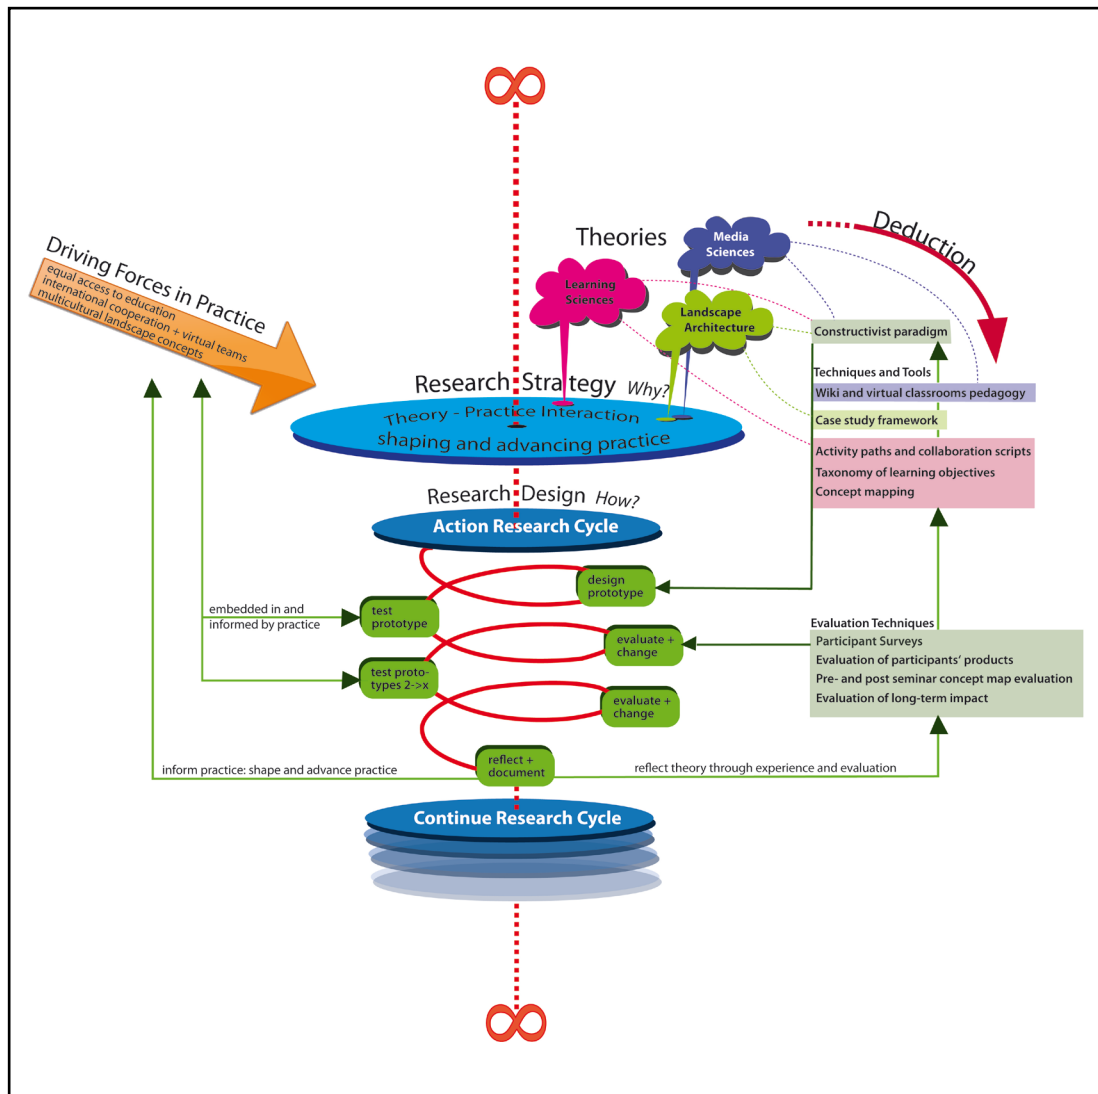 ∞
Driving Forces in Practice
equal access to education
international cooperation + virtual teams
multicultural landscape concepts
Theories
Media
Sciences
Learning
Sciences
Landscape
Architecture
Deduction
Constructivist paradigm
Techniques and Tools
Wiki and virtual classrooms pedagogy
Case study framework
Activity paths and collaboration scripts
Taxonomy of learning objectives
Concept mapping
Research Strategy Why?
Theory - Practice Interaction
shaping and advancing practice
Research Design How?
Action Research Cycle
design
prototype
test
prototype
embedded in and
informed by practice
evaluate +
change
test proto-
types 2->x
evaluate +
change
Evaluation Techniques
Participant Surveys
Evaluation of participants' products
Pre- and post seminar concept map evaluation
Evaluation of long-term impact
reflect +
document
inform practice: shape and advance practice
reflect theory through experience and evaluation
Continue Research Cycle
∞